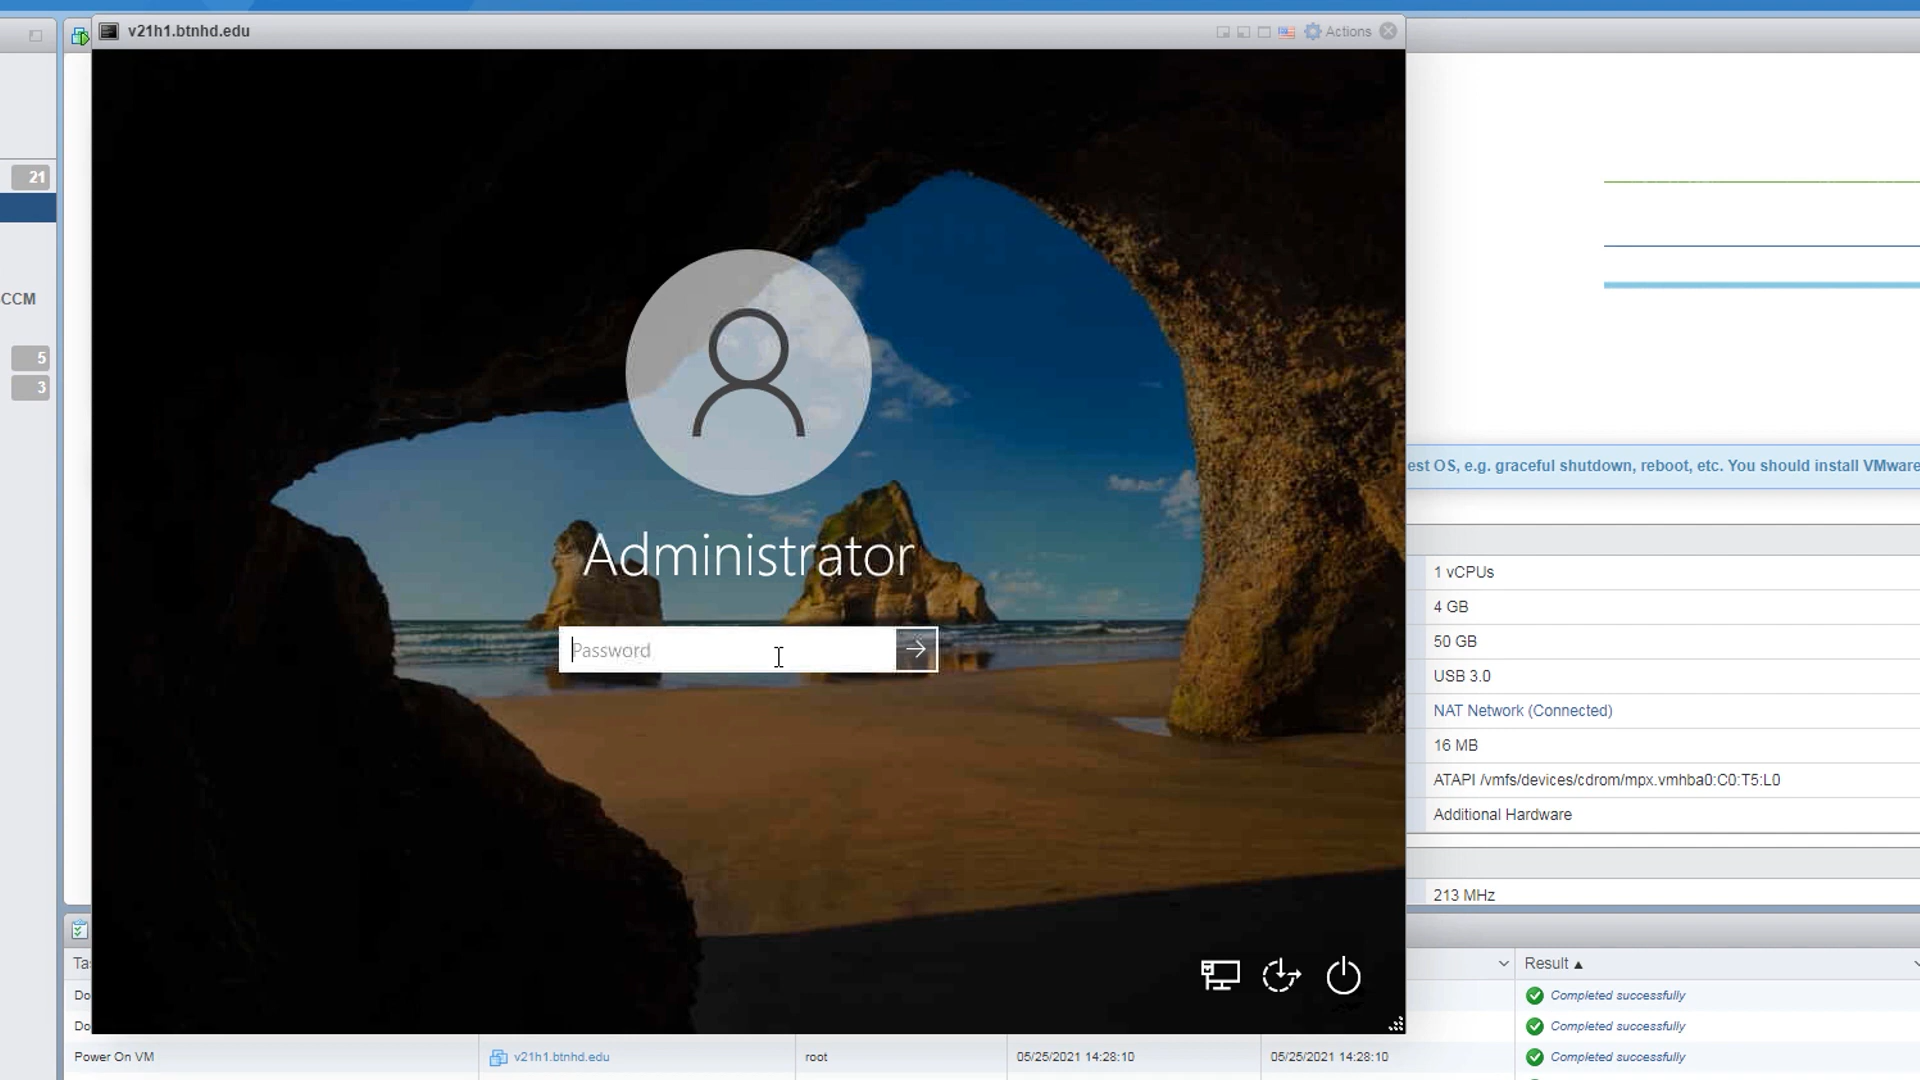 v21h1.btnhd.edu
Actions
21
CCM
5
3
Administrator
Password
est OS, e.g. graceful shutdown, reboot, etc. You should install VMware
1 vCPUs
4 GB
50 GB
USB 3.0
NAT Network (Connected)
16 MB
ATAPI /vmfs/devices/cdrom/mpx.vmhba0:C0:T5:L0
Additional Hardware
213 MHz
Ta
Result ▲
Do
Completed successfully
Do
Completed successfully
Power On VM v21h1.btnhd.edu root 05/25/2021 14:28:10 05/25/2021 14:28:10 Completed successfully